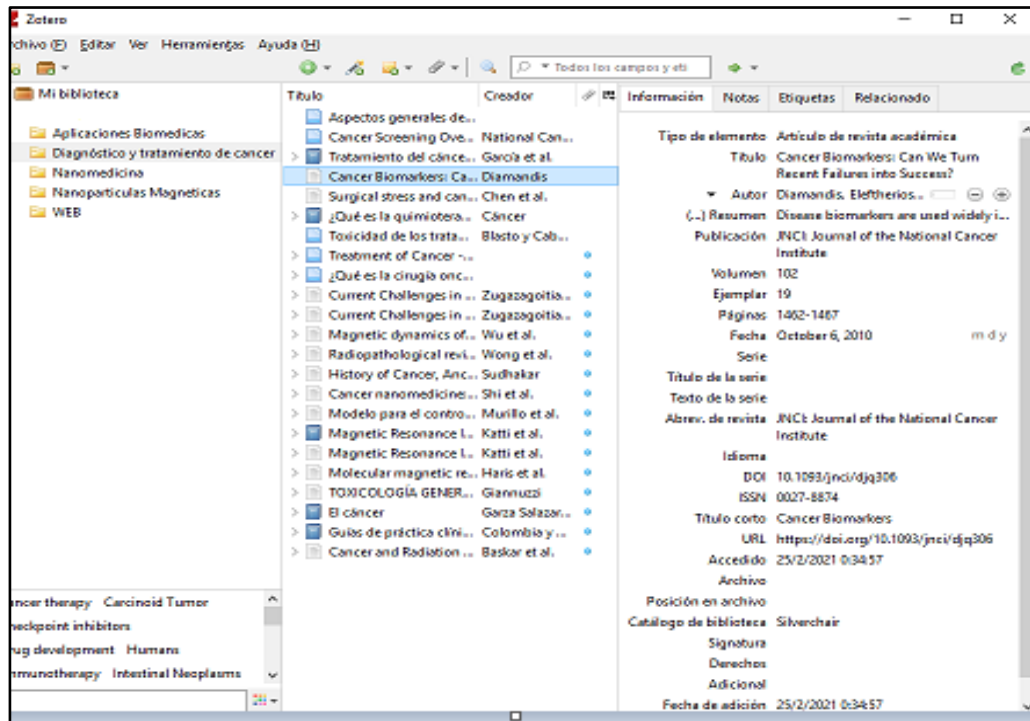 Zotero
rchivo (F) Editar Ver Herramientas Ayuda (H)
Todos los campos y eti
Mi biblioteca
Aplicaciones Biomedicas
Diagnóstico y tratamiento de cancer
Nanomedicina
Nanoparticulas Magneticas
WEB
ncer therapy Carcinoid Tumor
heckpoint inhibitors
ug development Humans
mmunotherapy Intestinal Neoplasms
Título Creador
Aspectos generales de...
Cancer Screening Ove... National Can...
Tratamiento del cánce... García et al.
Cancer Biomarkers: Ca... Diamandis
Surgical stress and can... Chen et al.
¿Qué es la quimiotera... Cáncer
Toxicidad de los trata... Blasto y Cab...
Treatment of Cancer -...
¿Qué es la cirugía onc...
Current Challenges in ... Zugazagoitia...
Current Challenges in ... Zugazagoitia...
Magnetic dynamics of... Wu et al.
Radiopathological revi... Wong et al.
History of Cancer, Anc... Sudhakar
Cancer nanomedicine: ... Shi et al.
Modelo para el contro... Murillo et al.
Magnetic Resonance I... Katti et al.
Magnetic Resonance I... Katti et al.
Molecular magnetic re... Haris et al.
TOXICOLOGÍA GENER... Giannuzzi
El cáncer Garza Salazar...
Guías de práctica clíni... Colombia y ...
Cancer and Radiation ... Baskar et al.
Información Notas Etiquetas Relacionado
Tipo de elemento Artículo de revista académica
Título Cancer Biomarkers: Can We Turn
Recent Failures into Success?
Autor Diamandis, Eleftherios...
(...) Resumen Disease biomarkers are used widely i...
Publicación JNCI: Journal of the National Cancer
Institute
Volumen 102
Ejemplar 19
Páginas 1462-1467
Fecha October 6, 2010 m d y
Serie
Título de la serie
Texto de la serie
Abrev. de revista JNCI: Journal of the National Cancer
Institute
Idioma
DOI 10.1093/jnci/djq306
ISSN 0027-8874
Título corto Cancer Biomarkers
URL https://doi.org/10.1093/jnci/djq306
Accedido 25/2/2021 0:34:57
Archivo
Posición en archivo
Catálogo de biblioteca Silverchair
Signatura
Derechos
Adicional
Fecha de adición 25/2/2021 0:34:57